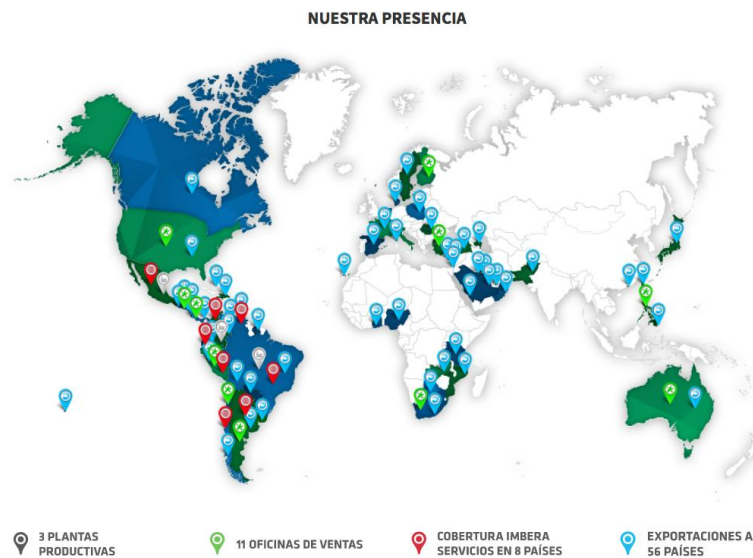 NUESTRA PRESENCIA
3 PLANTAS
PRODUCTIVAS
11 OFICINAS DE VENTAS
COBERTURA IMBERA
SERVICIOS EN 8 PAÍSES
EXPORTACIONES A
56 PAÍSES